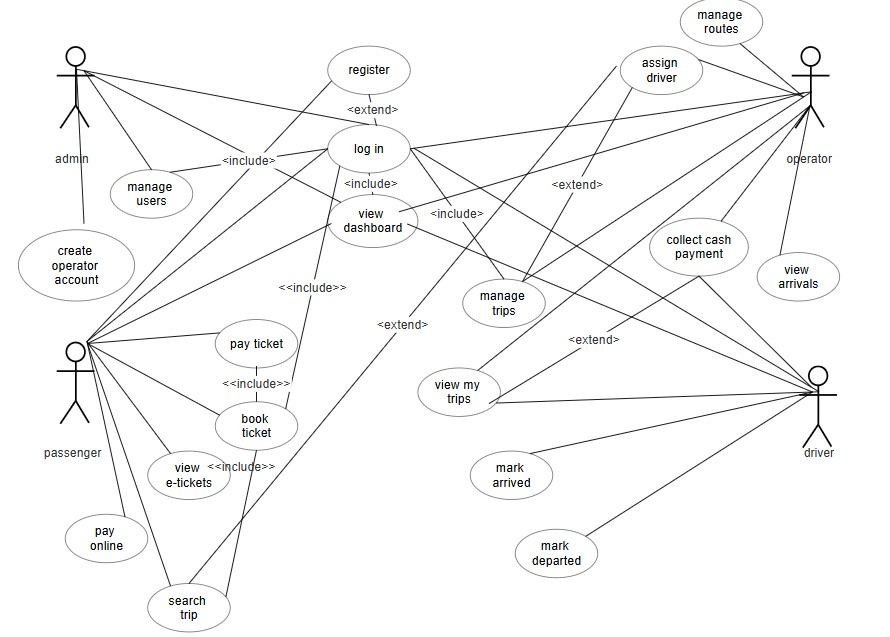 manage
routes
register
assign
driver
<extend>
log in
admin
<include>
operator
manage
users
<include>
<extend>
view
dashboard
<include>
create
operator
account
collect cash
payment
view
arrivals
<<include>>
manage
trips
<extend>
pay ticket
<extend>
<<include>>
view my
trips
book
ticket
passenger
driver
view
e-tickets
<<include>>
mark
arrived
pay
online
mark
departed
search
trip